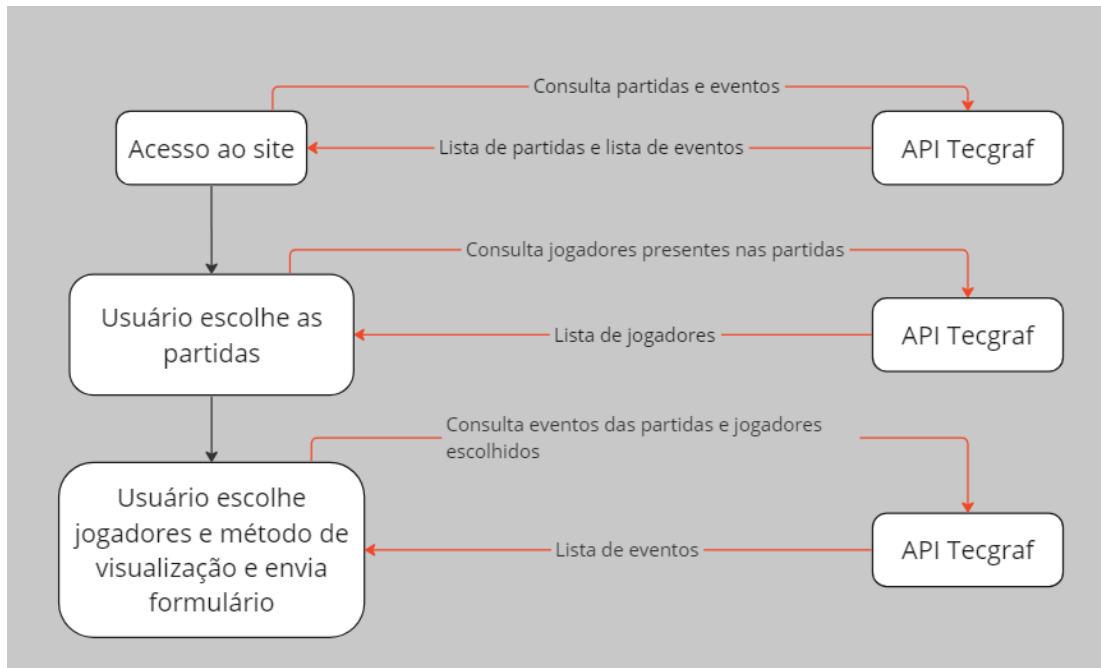 Consulta partidas e eventos
Acesso ao site
Lista de partidas e lista de eventos
API Tecgraf
Consulta jogadores presentes nas partidas
Usuário escolhe as
partidas
Lista de jogadores
API Tecgraf
Consulta eventos das partidas e jogadores
escolhidos
Usuário escolhe
jogadores e método de
visualização e envia
formulário
Lista de eventos
API Tecgraf